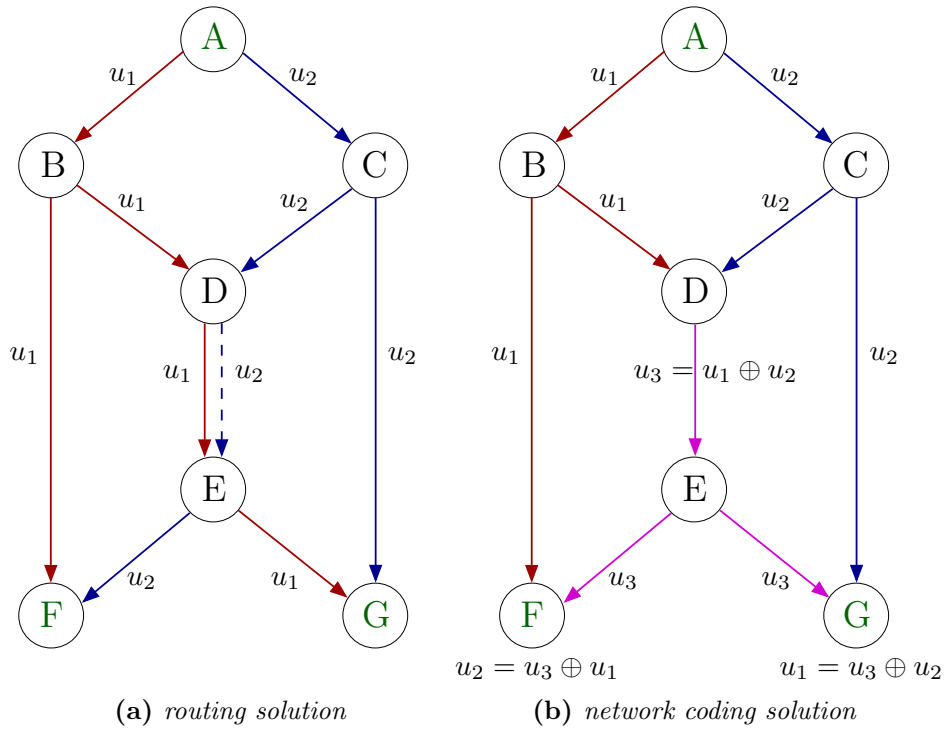 A
u₁
u₂
B
C
u₁
u₂
D
u₁
u₁
u₂
u₂
E
u₂
u₁
F
G
(a) routing solution
A
u₁
u₂
B
C
u₁
u₂
D
u₁
u₃ = u₁ ⊕ u₂
u₂
E
u₃
u₃
F
G
u₂ = u₃ ⊕ u₁
u₁ = u₃ ⊕ u₂
(b) network coding solution